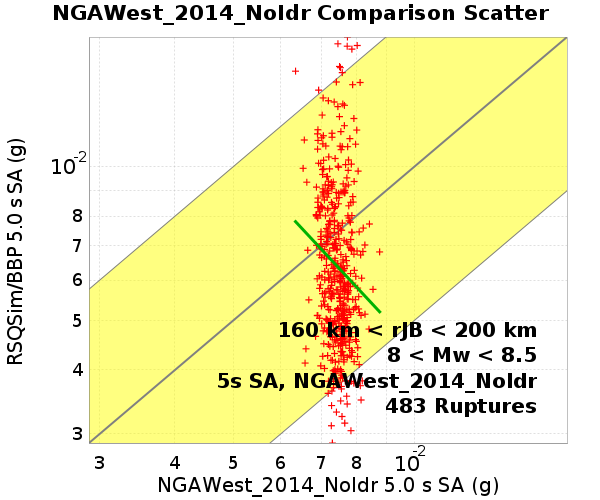 NGAWest_2014_NoIdr Comparison Scatter
RSQSim/BBP 5.0 s SA (g)
10-2
8
7
6
5
4
3
160 km < rJB < 200 km
8 < Mw < 8.5
5s SA, NGAWest_2014_NoIdr
483 Ruptures
3 4 5 6 7 8 10-2
NGAWest_2014_NoIdr 5.0 s SA (g)